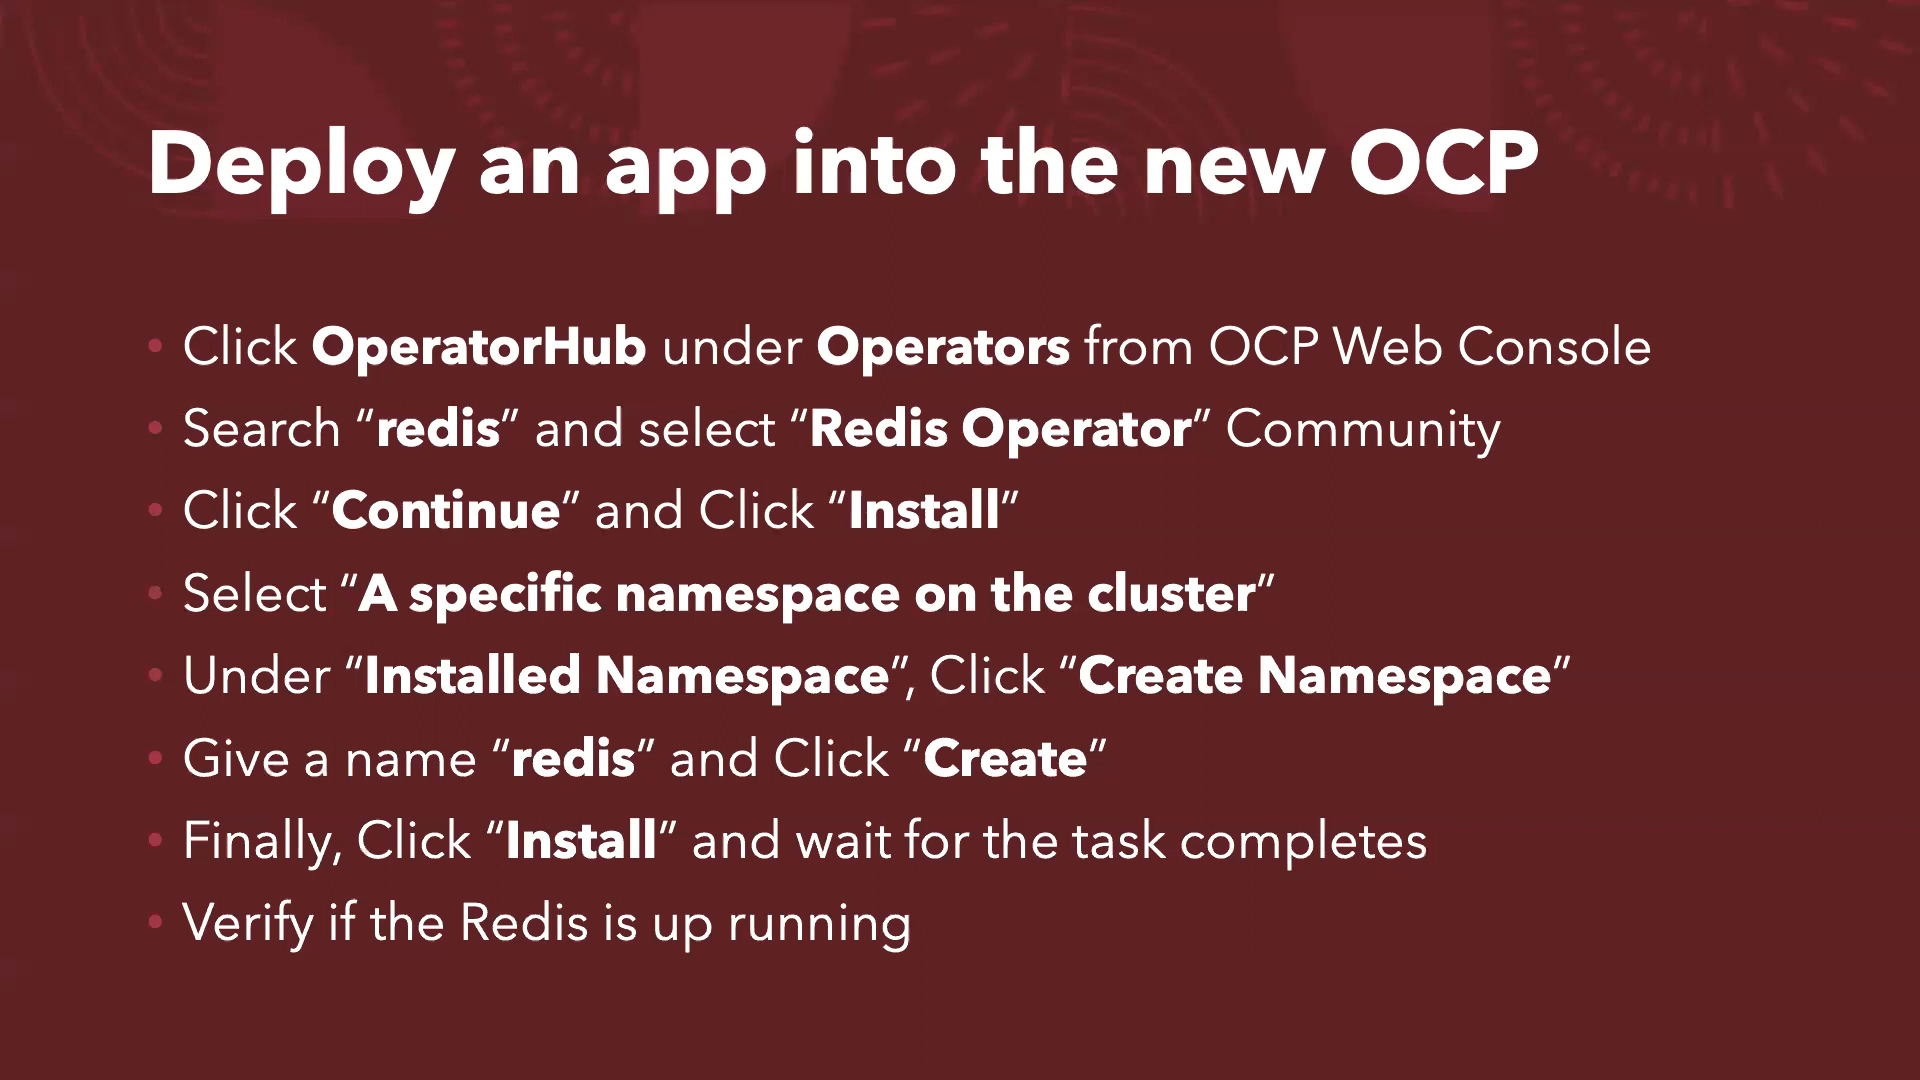 Deploy an app into the new OCP
• Click OperatorHub under Operators from OCP Web Console
• Search “redis” and select “Redis Operator” Community
• Click “Continue” and Click “Install”
• Select “A specific namespace on the cluster”
• Under “Installed Namespace”, Click “Create Namespace”
• Give a name “redis” and Click “Create”
• Finally, Click “Install” and wait for the task completes
• Verify if the Redis is up running